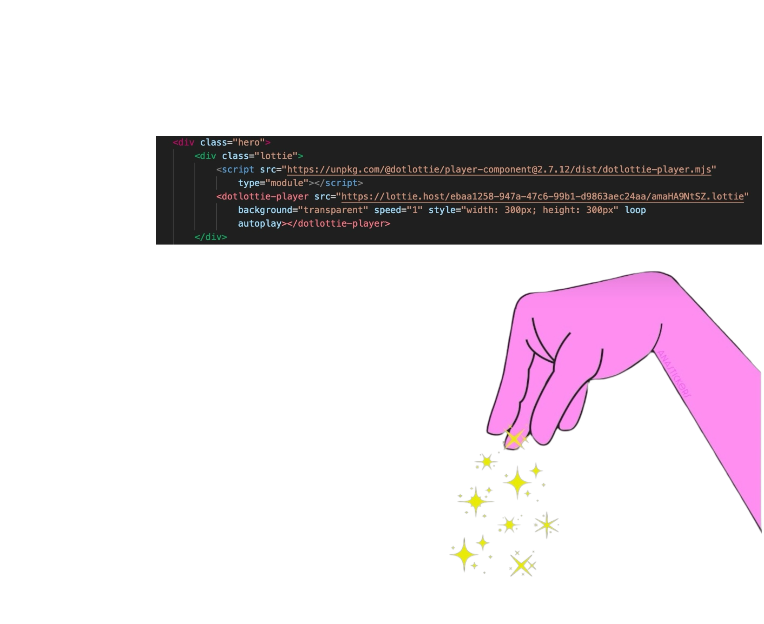 <div class="hero">
<div class="lottie">
<script src="https://unpkg.com/@dotlottie/player-component@2.7.12/dist/dotlottie-player.mjs"
type="module"></script>
<dotlottie-player src="https://lottie.host/ebaa1258-947a-47c6-99b1-d9863aec24aa/amaHA9NtSZ.lottie"
background="transparent" speed="1" style="width: 300px; height: 300px" loop
autoplay></dotlottie-player>
</div>